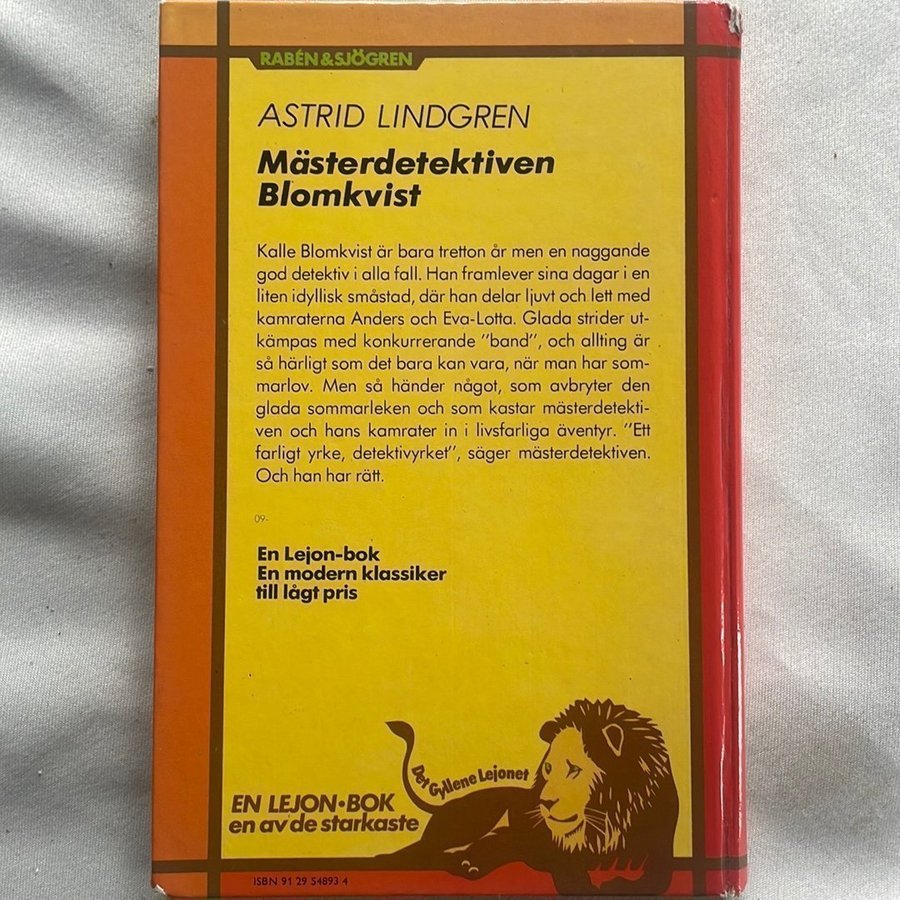 RABÉN & SJÖGREN
ASTRID LINDGREN
Mästerdetektiven
Blomkvist
Kalle Blomkvist är bara tretton år men en naggande
god detektiv i alla fall. Han framlever sina dagar i en
liten idyllisk småstad, där han delar ljuvt och lett med
kamraterna Anders och Eva-Lotta. Glada strider ut-
kämpas med konkurrerande "band", och allting är
så härligt som det bara kan vara, när man har som-
marlov. Men så händer något, som avbryter den
glada sommarleken och som kastar mästerdetekti-
ven och hans kamrater in i livsfarliga äventyr. "Ett
farligt yrke, detektivyrket", säger mästerdetektiven.
Och han har rätt.
09-
En Lejon-bok
En modern klassiker
till lågt pris
Det Gyllene Lejonet
EN LEJON•BOK
en av de starkaste
ISBN 91 29 54893 4